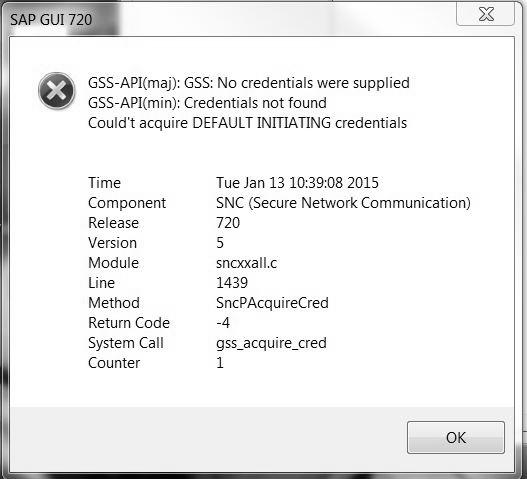 SAP GUI 720
GSS-API(maj): GSS: No credentials were supplied
GSS-API(min): Credentials not found
Could't acquire DEFAULT INITIATING credentials
Time Tue Jan 13 10:39:08 2015
Component SNC (Secure Network Communication)
Release 720
Version 5
Module sncxxall.c
Line 1439
Method SncPAcquireCred
Return Code -4
System Call gss_acquire_cred
Counter 1
OK